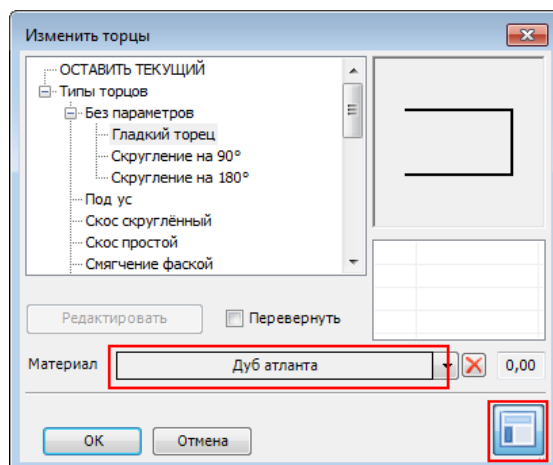 Изменить торцы
ОСТАВИТЬ ТЕКУЩИЙ
Типы торцов
Без параметров
Гладкий торец
Скругление на 90°
Скругление на 180°
Под ус
Скос скруглённый
Скос простой
Смягчение фаской
Редактировать
Перевернуть
Материал Дуб атланта 0,00
ОК Отмена